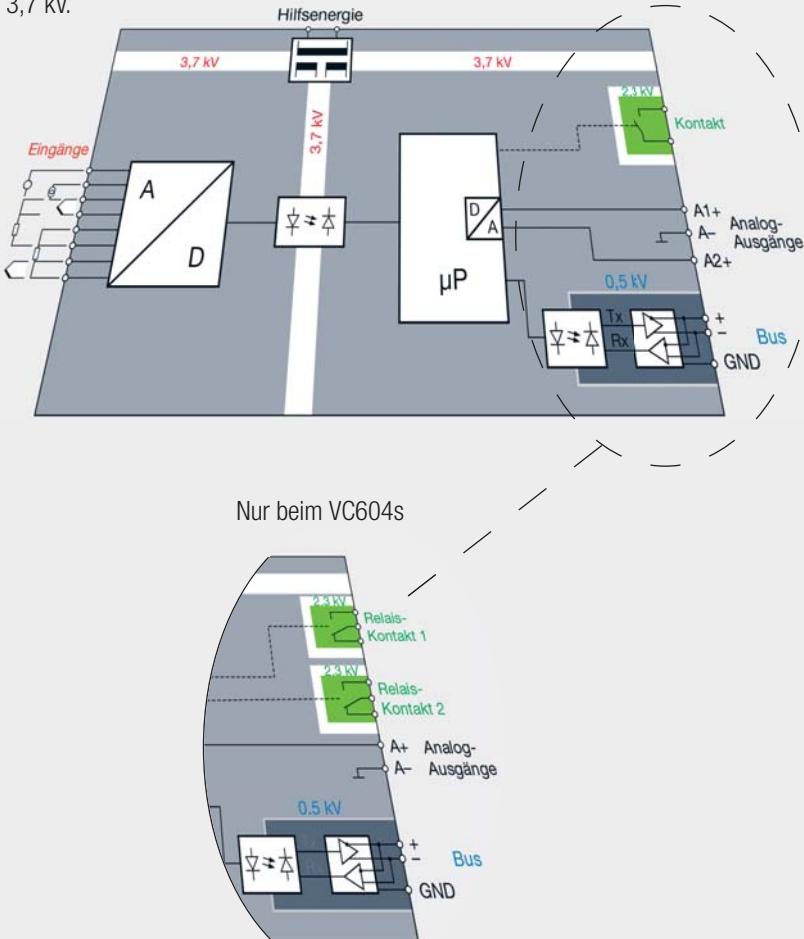 3,7 kV.
Hilfsenergie
3,7 kV
3,7 kV
2,3 kV
Kontakt
3,7 kV
Eingänge
A
D
D
A
µP
A1+
A–
Analog-
Ausgänge
A2+
0,5 kV
Tx
Rx
+
–
Bus
GND
Nur beim VC604s
2,3 kV
Relais-
Kontakt 1
2,3 kV
Relais-
Kontakt 2
A+ Analog-
A– Ausgänge
0.5 kV
Tx
Rx
+
–
Bus
GND